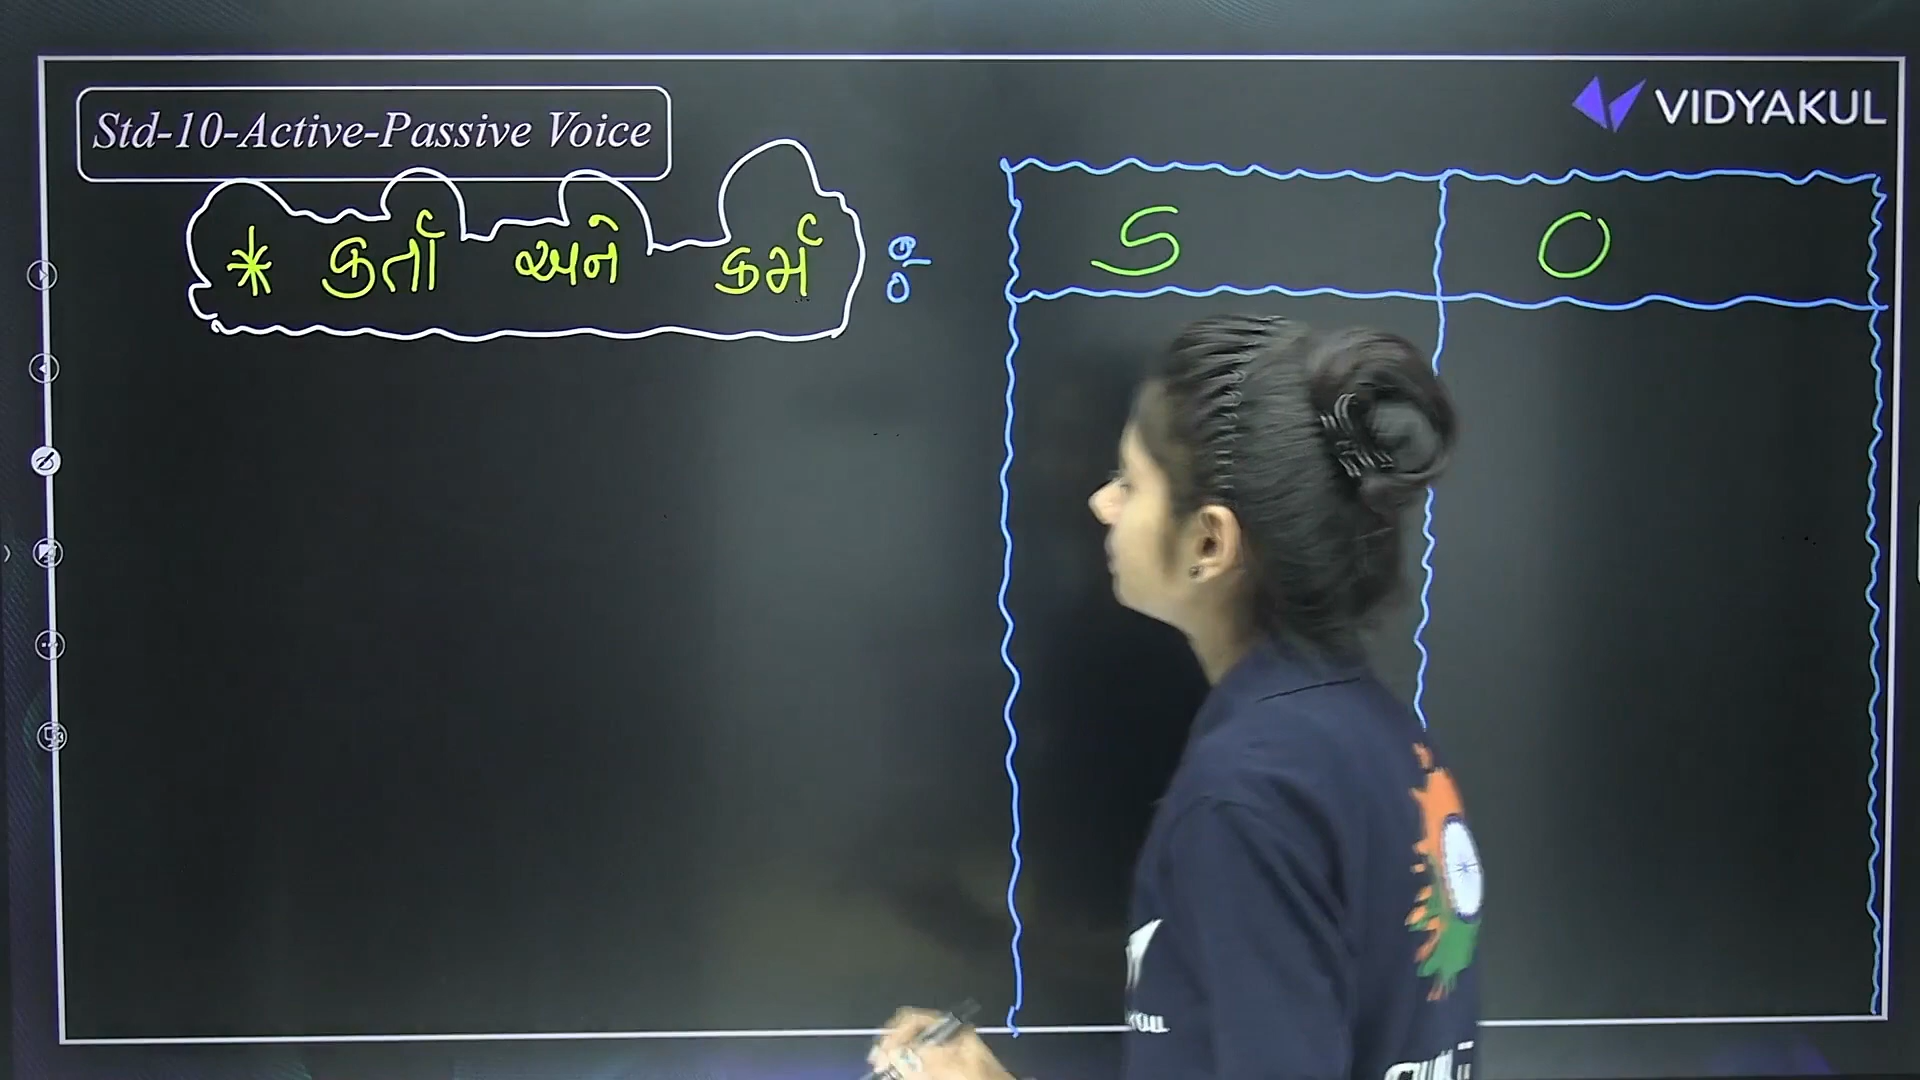 Std-10-Active-Passive Voice
VIDYAKUL
* કર્તા અને કર્મ :-
S O